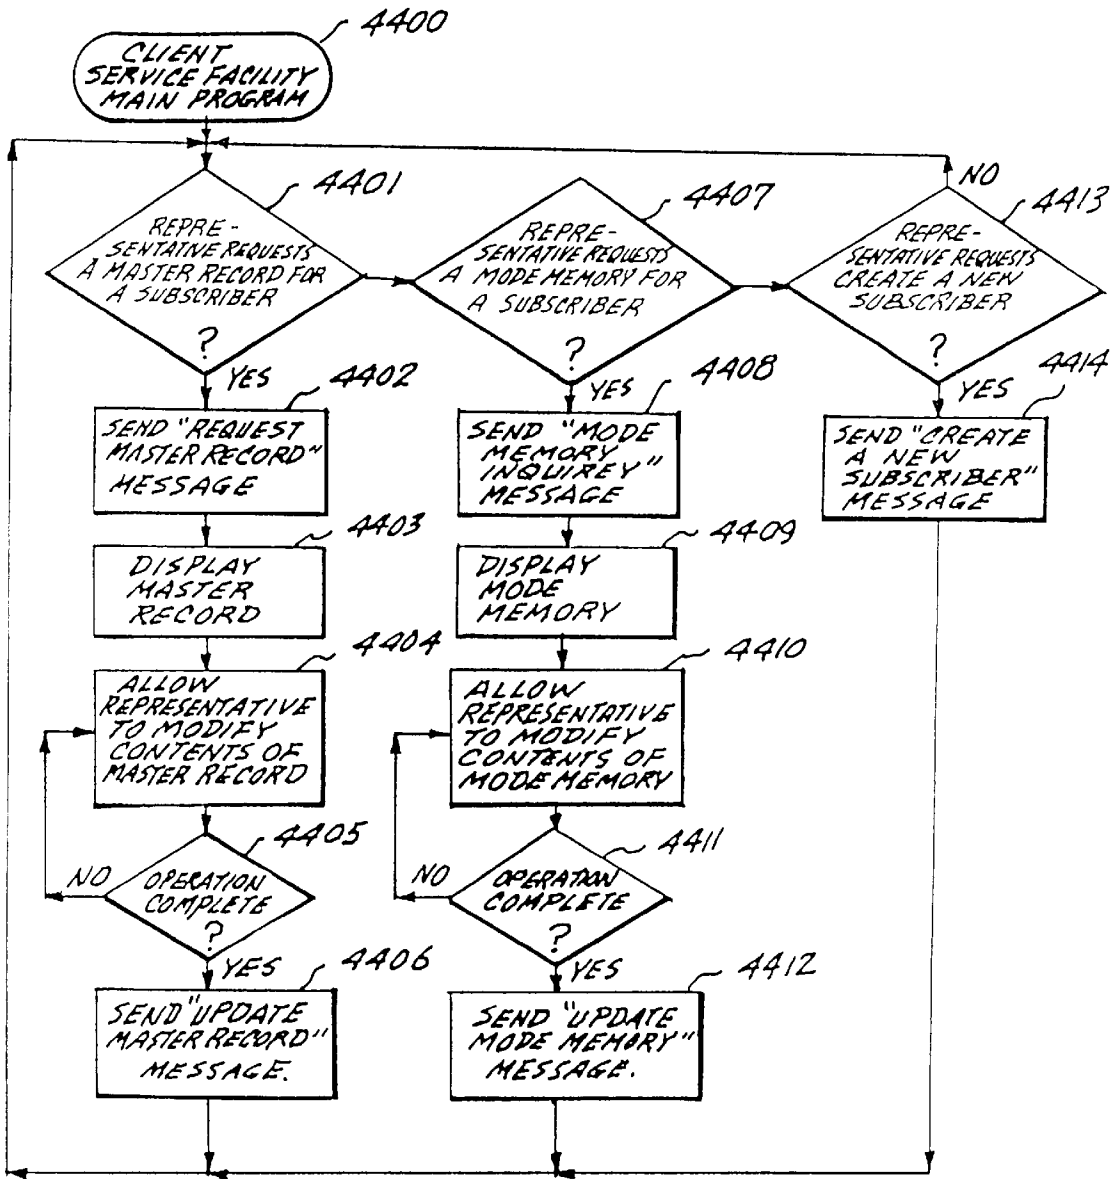 4400
CLIENT
SERVICE FACILITY
MAIN PROGRAM
4401
REPRE-
SENTATIVE REQUESTS
A MASTER RECORD FOR
A SUBSCRIBER
?
YES
4407
REPRE-
SENTATIVE REQUESTS
A MODE MEMORY FOR
A SUBSCRIBER
?
YES
NO
4413
REPRE-
SENTATIVE REQUESTS
CREATE A NEW
SUBSCRIBER
?
YES
4402
SEND "REQUEST
MASTER RECORD"
MESSAGE
4408
SEND "MODE
MEMORY
INQUIREY"
MESSAGE
4414
SEND "CREATE
A NEW
SUBSCRIBER"
MESSAGE
4403
DISPLAY
MASTER
RECORD
4409
DISPLAY
MODE
MEMORY
4404
ALLOW
REPRESENTATIVE
TO MODIFY
CONTENTS OF
MASTER RECORD
4410
ALLOW
REPRESENTATIVE
TO MODIFY
CONTENTS OF
MODE MEMORY
4405
NO
OPERATION
COMPLETE
?
YES
4411
NO
OPERATION
COMPLETE
?
YES
4406
SEND "UPDATE
MASTER RECORD"
MESSAGE.
4412
SEND "UPDATE
MODE MEMORY"
MESSAGE.